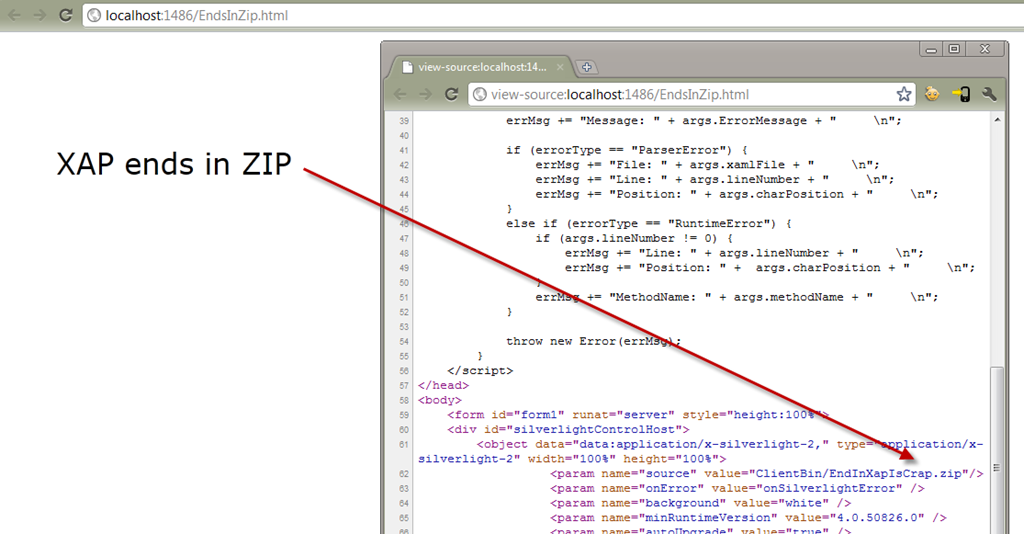 localhost:1486/EndsInZip.html
view-source:localhost:14...
view-source:localhost:1486/EndsInZip.html
XAP ends in ZIP
39 errMsg += "Message: " + args.ErrorMessage + "     \n";
40
41 if (errorType == "ParserError") {
42 errMsg += "File: " + args.xamlFile + "     \n";
43 errMsg += "Line: " + args.lineNumber + "     \n";
44 errMsg += "Position: " + args.charPosition + "     \n";
45 }
46 else if (errorType == "RuntimeError") {
47 if (args.lineNumber != 0) {
48 errMsg += "Line: " + args.lineNumber + "     \n";
49 errMsg += "Position: " +  args.charPosition + "     \n";
50 }
51 errMsg += "MethodName: " + args.methodName + "     \n";
52 }
53
54 throw new Error(errMsg);
55 }
56 </script>
57 </head>
58 <body>
59 <form id="form1" runat="server" style="height:100%">
60 <div id="silverlightControlHost">
61 <object data="data:application/x-silverlight-2," type="application/x-
silverlight-2" width="100%" height="100%">
62 <param name="source" value="ClientBin/EndInXapIsCrap.zip"/>
63 <param name="onError" value="onSilverlightError" />
64 <param name="background" value="white" />
65 <param name="minRuntimeVersion" value="4.0.50826.0" />
66 <param name="autoUpgrade" value="true" />